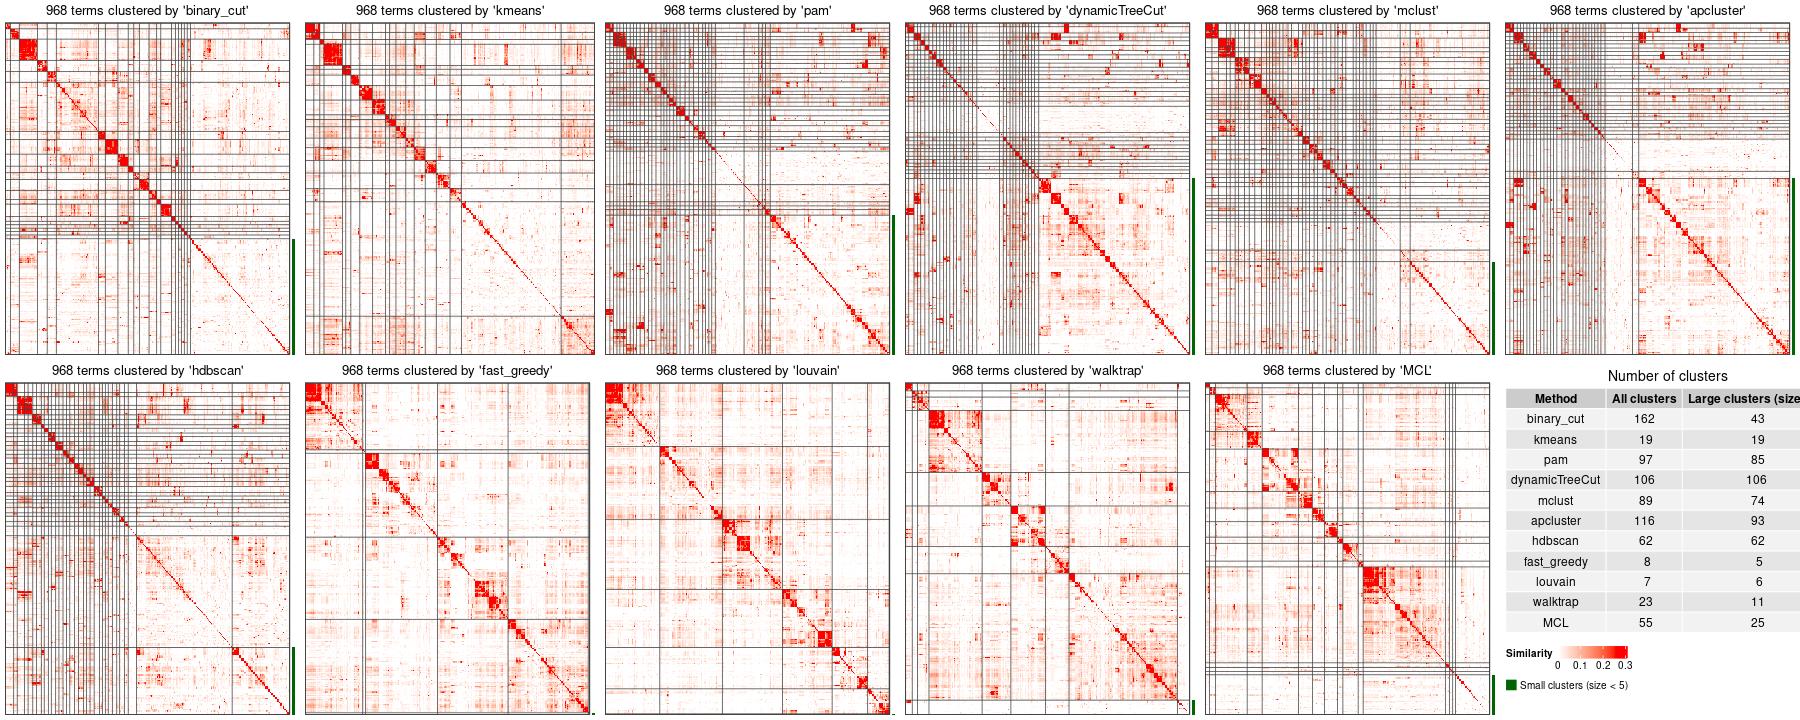 968 terms clustered by 'binary_cut'
968 terms clustered by 'kmeans'
968 terms clustered by 'pam'
968 terms clustered by 'dynamicTreeCut'
968 terms clustered by 'mclust'
968 terms clustered by 'apcluster'
968 terms clustered by 'hdbscan'
968 terms clustered by 'fast_greedy'
968 terms clustered by 'louvain'
968 terms clustered by 'walktrap'
968 terms clustered by 'MCL'
Number of clusters
Method All clusters Large clusters (size
binary_cut 162 43
kmeans 19 19
pam 97 85
dynamicTreeCut 106 106
mclust 89 74
apcluster 116 93
hdbscan 62 62
fast_greedy 8 5
louvain 7 6
walktrap 23 11
MCL 55 25
Similarity
0 0.1 0.2 0.3
Small clusters (size < 5)